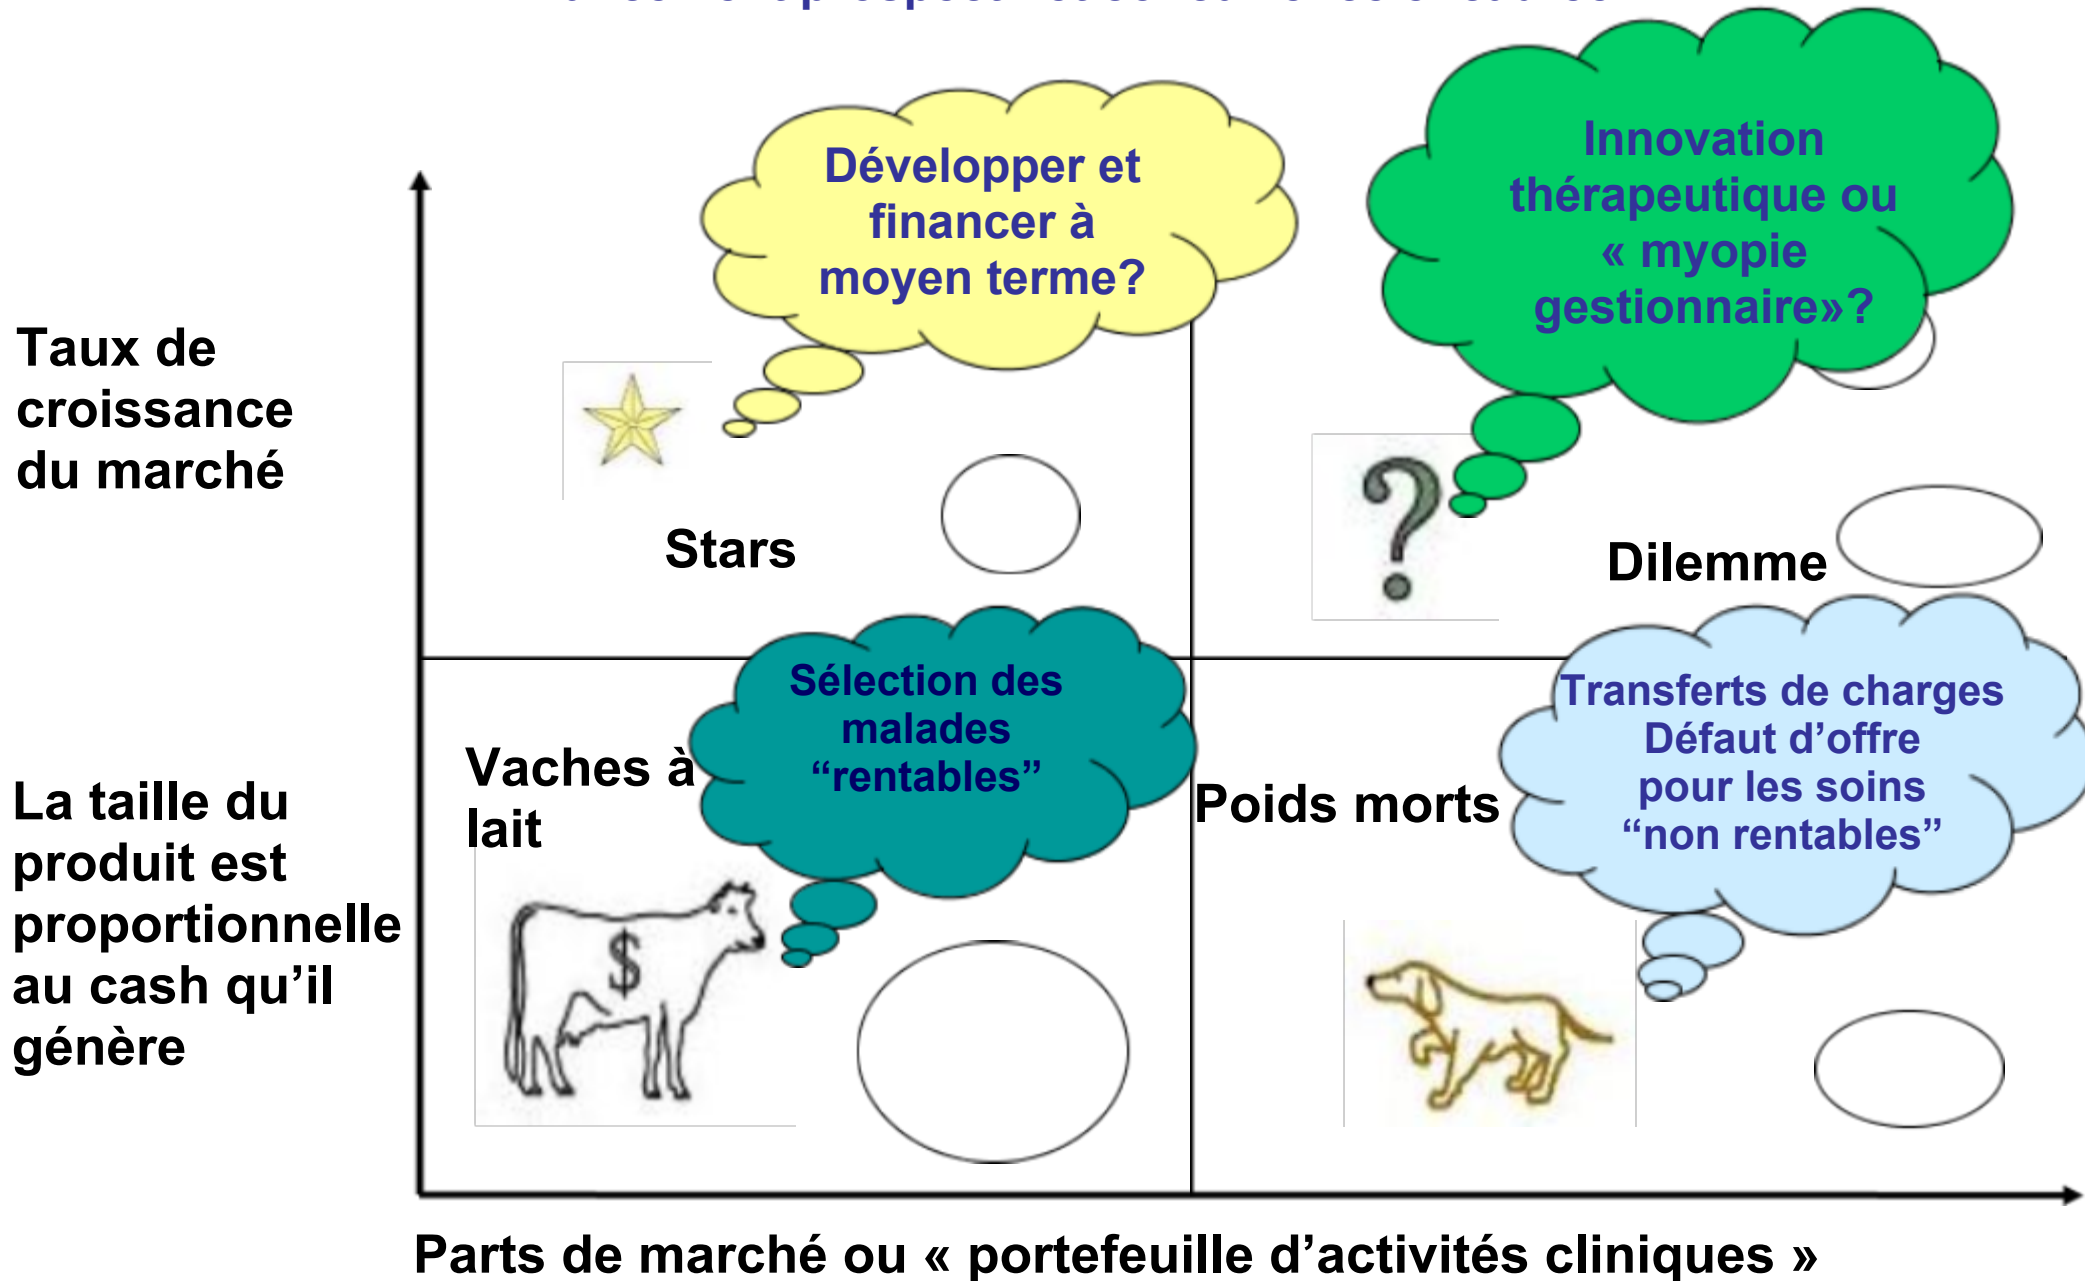 Développer et
financer à
moyen terme?
Innovation
thérapeutique ou
« myopie
gestionnaire»?
Taux de
croissance
du marché
Stars
Dilemme
Sélection des
malades
“rentables”
Transferts de charges
Défaut d’offre
pour les soins
“non rentables”
Vaches à
lait
Poids morts
La taille du
produit est
proportionnelle
au cash qu’il
génère
$
Parts de marché ou « portefeuille d’activités cliniques »